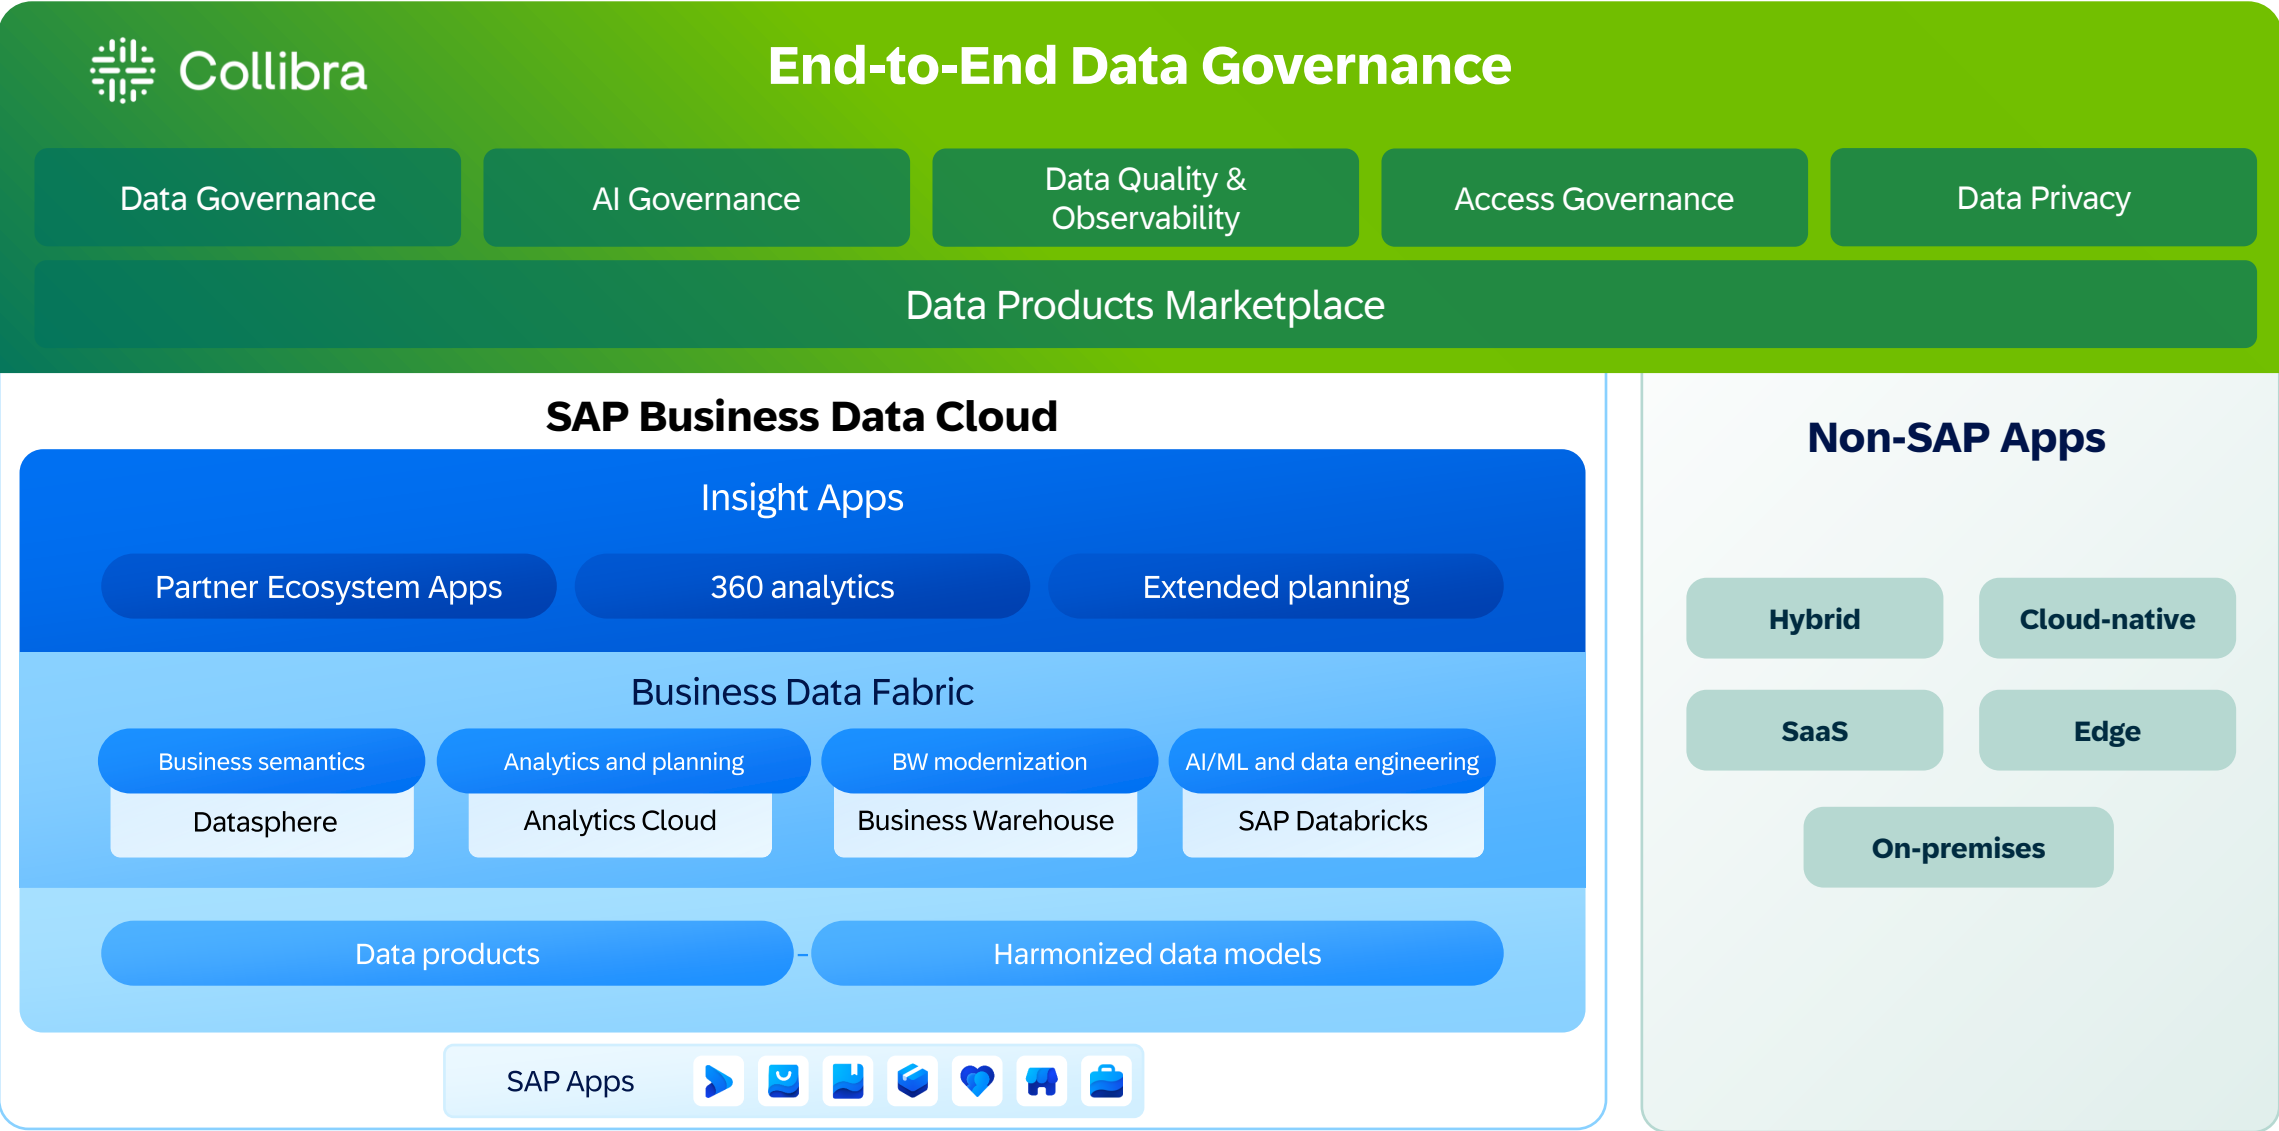 Collibra
End-to-End Data Governance
Data Governance
AI Governance
Data Quality &
Observability
Access Governance
Data Privacy
Data Products Marketplace
SAP Business Data Cloud
Insight Apps
Partner Ecosystem Apps
360 analytics
Extended planning
Business Data Fabric
Business semantics
Analytics and planning
BW modernization
AI/ML and data engineering
Datasphere
Analytics Cloud
Business Warehouse
SAP Databricks
Data products
Harmonized data models
SAP Apps
Non-SAP Apps
Hybrid
Cloud-native
SaaS
Edge
On-premises